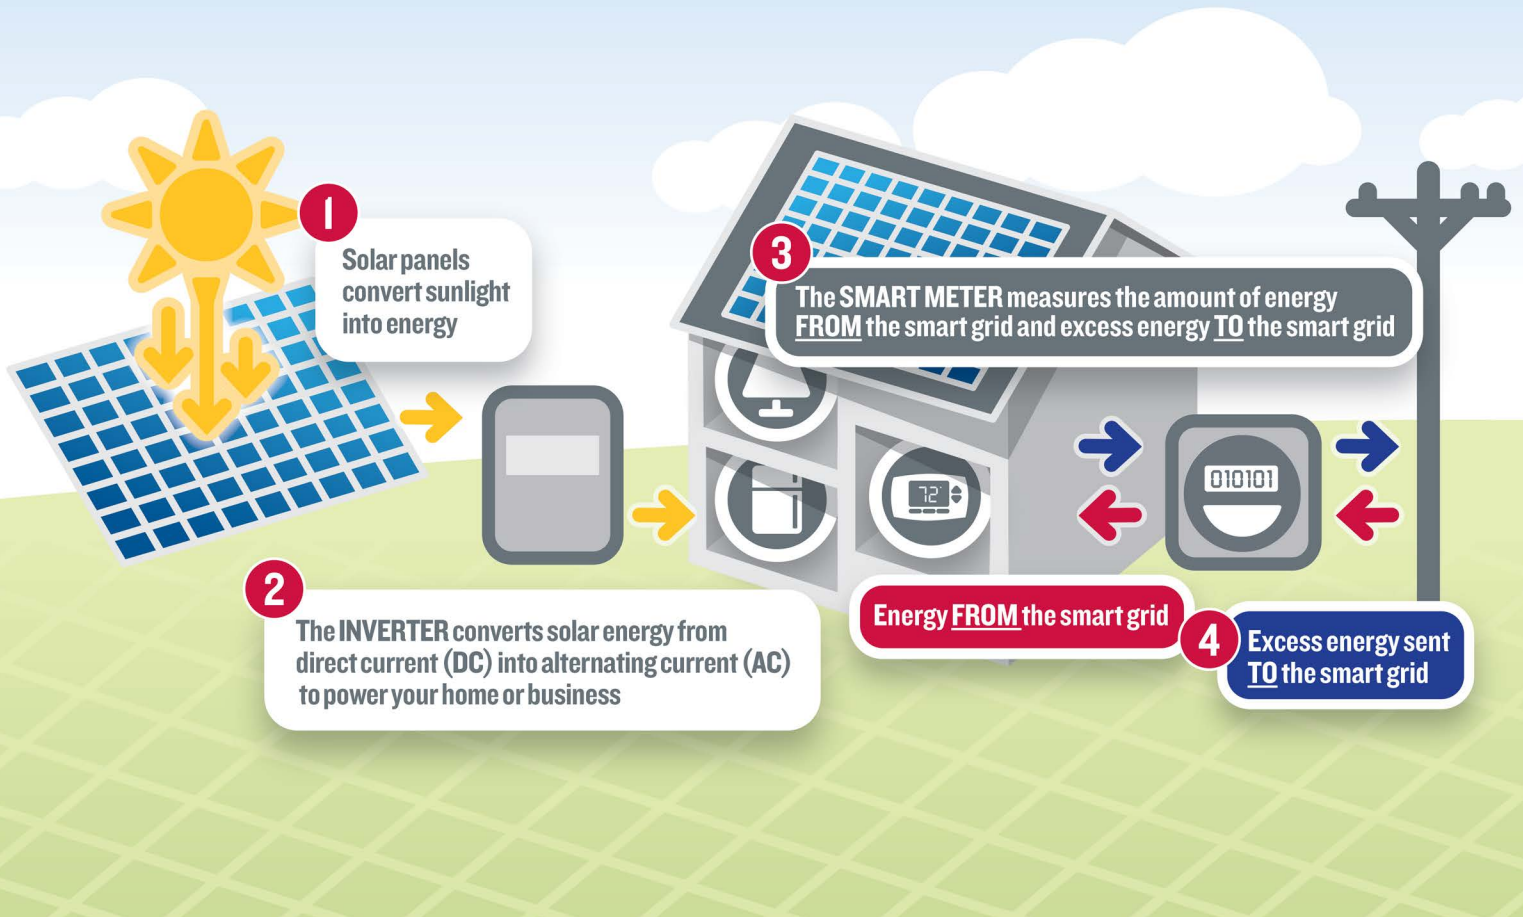 1
Solar panels
convert sunlight
into energy
2
The INVERTER converts solar energy from
direct current (DC) into alternating current (AC)
to power your home or business
3
The SMART METER measures the amount of energy
FROM the smart grid and excess energy TO the smart grid
72°
010101
Energy FROM the smart grid
4
Excess energy sent
TO the smart grid